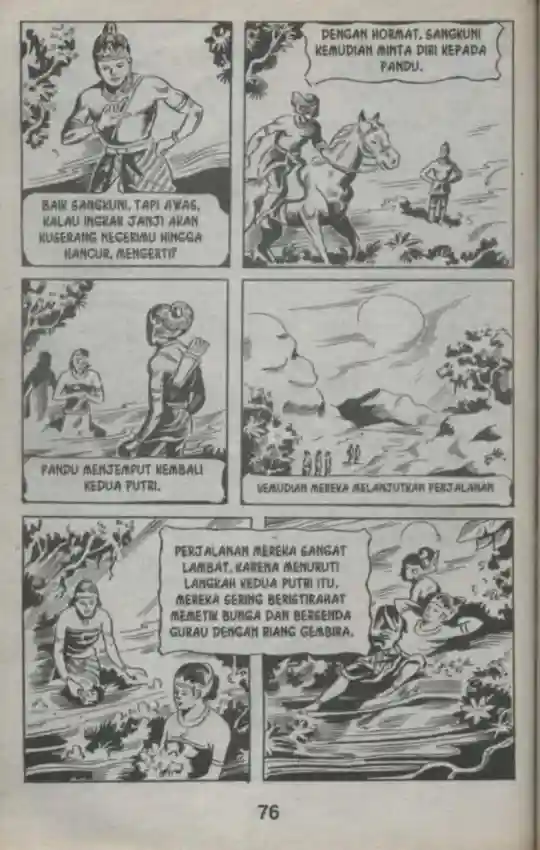 BAIK SANGKUNI, TAPI AWAS,
KALAU INGKAR JANJI AKAN
KUSERANG NEGERIMU HINGGA
HANCUR, MENGERTI?
DENGAN HORMAT, SANGKUNI
KEMUDIAN MINTA DIRI KEPADA
PANDU.
PANDU MENJEMPUT KEMBALI
KEDUA PUTRI.
KEMUDIAN MEREKA MELANJUTKAN PERJALANAN
PERJALANAN MEREKA SANGAT
LAMBAT, KARENA MENURUTI
LANGKAH KEDUA PUTRI ITU,
MEREKA SERING BERISTIRAHAT
MEMETIK BUNGA DAN BERSENDA
GURAU DENGAN RIANG GEMBIRA.
76